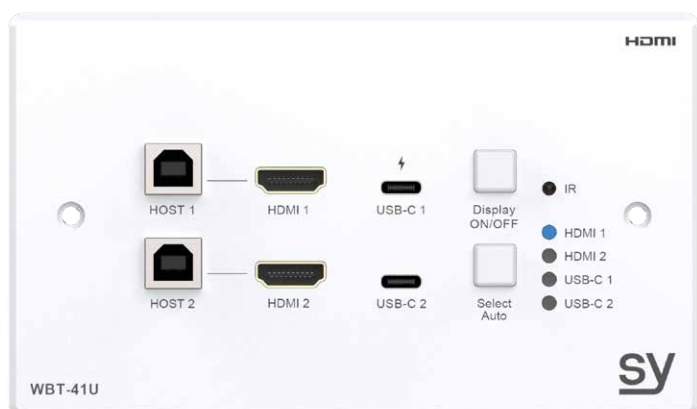 HDMI
HOST 1
HDMI 1
USB-C 1
Display
ON/OFF
IR
HDMI 1
HDMI 2
USB-C 1
USB-C 2
HOST 2
HDMI 2
USB-C 2
Select
Auto
WBT-41U
sy